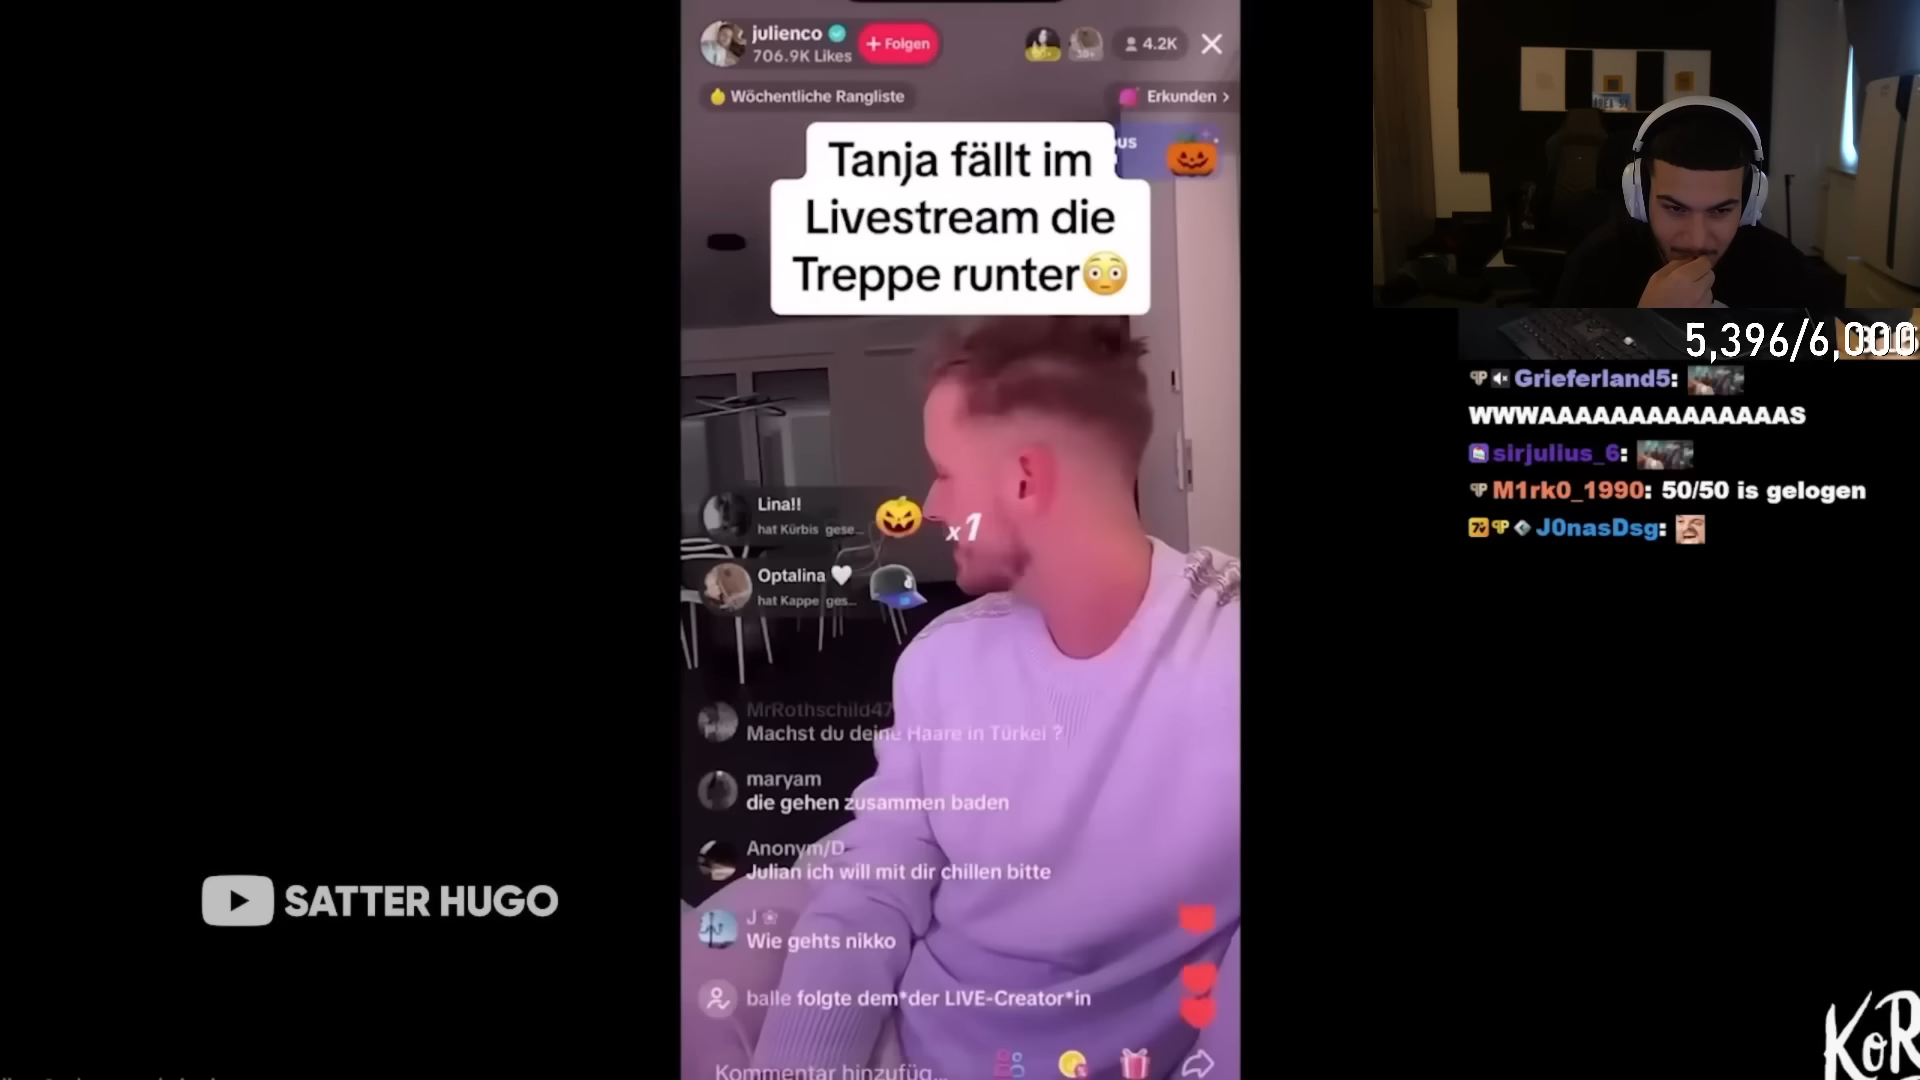 julienco
706.9K Likes
+ Folgen
4.2K
Wöchentliche Rangliste
Erkunden >
Tanja fällt im
Livestream die
Treppe runter
Lina!!
hat Kürbis gese...
x1
Optalina
hat Kappe ges...
MrRothschild47
Machst du deine Haare in Türkei ?
maryam
die gehen zusammen baden
Anonym/D
Julian ich will mit dir chillen bitte
J
Wie gehts nikko
balle folgte dem*der LIVE-Creator*in
Kommentar hinzufüg...
SATTER HUGO
5,396/6,000
Grieferland5:
WWWAAAAAAAAAAAAAAS
sirjulius_6:
M1rk0_1990: 50/50 is gelogen
J0nasDsg:
KoR